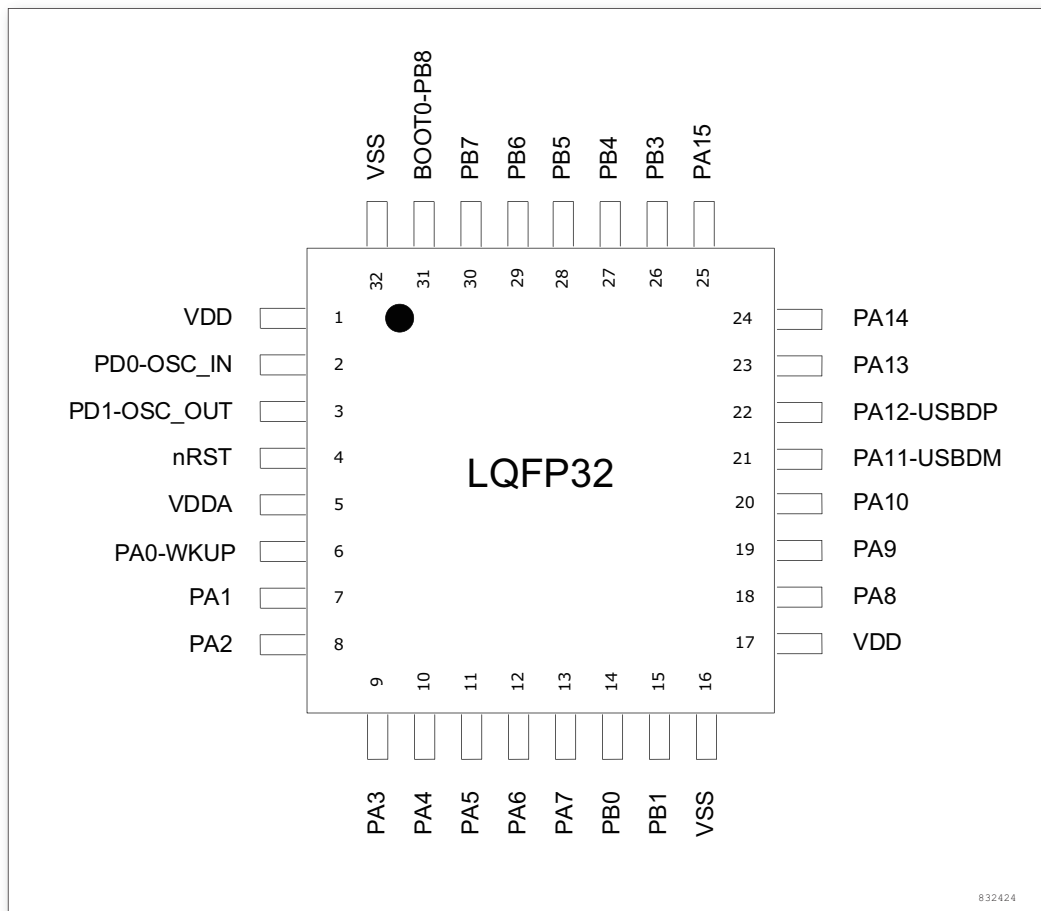 VSS
BOOT0-PB8
PB7
PB6
PB5
PB4
PB3
PA15
32
31
30
29
28
27
26
25
VDD 1
PD0-OSC_IN 2
PD1-OSC_OUT 3
nRST 4
VDDA 5
PA0-WKUP 6
PA1 7
PA2 8
LQFP32
24 PA14
23 PA13
22 PA12-USBDP
21 PA11-USBDM
20 PA10
19 PA9
18 PA8
17 VDD
9
10
11
12
13
14
15
16
PA3
PA4
PA5
PA6
PA7
PB0
PB1
VSS
832424